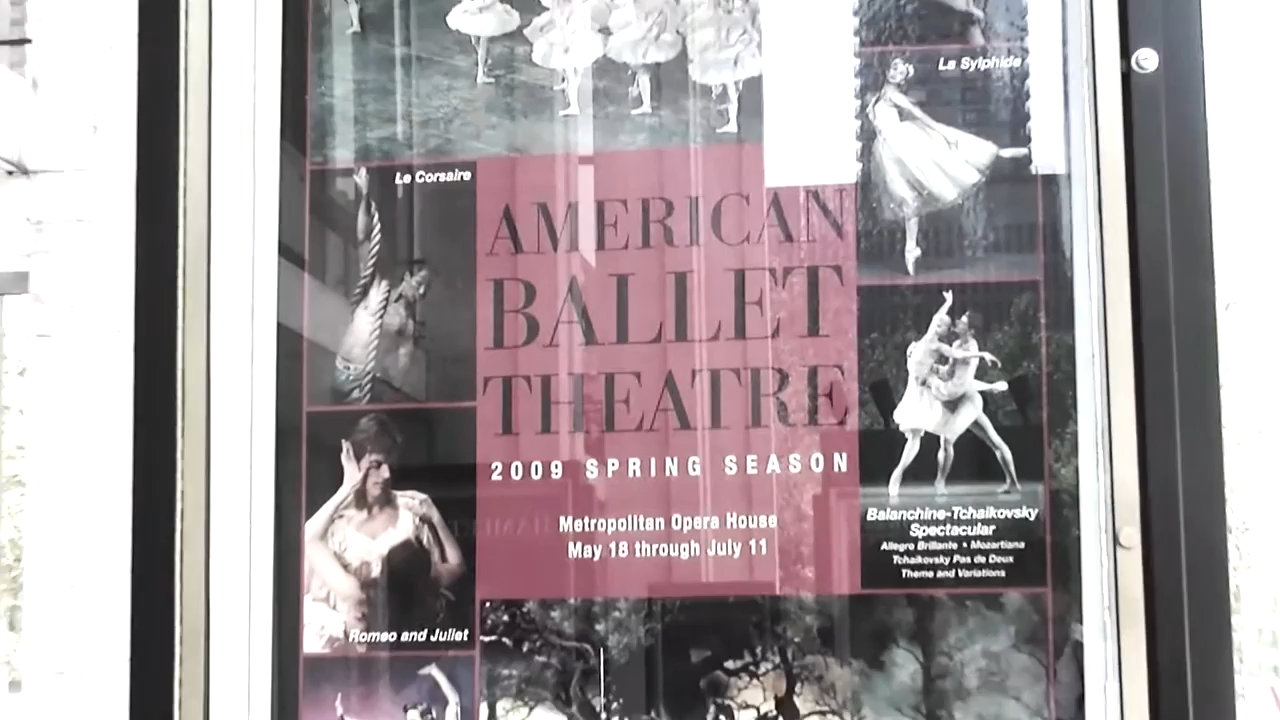 La Sylphide
Le Corsaire
AMERICAN
BALLET
THEATRE
2009 SPRING SEASON
Metropolitan Opera House
May 18 through July 11
Balanchine-Tchaikovsky
Spectacular
Allegro Brillante • Mozartiana
Tchaikovsky Pas de Deux
Theme and Variations
Romeo and Juliet